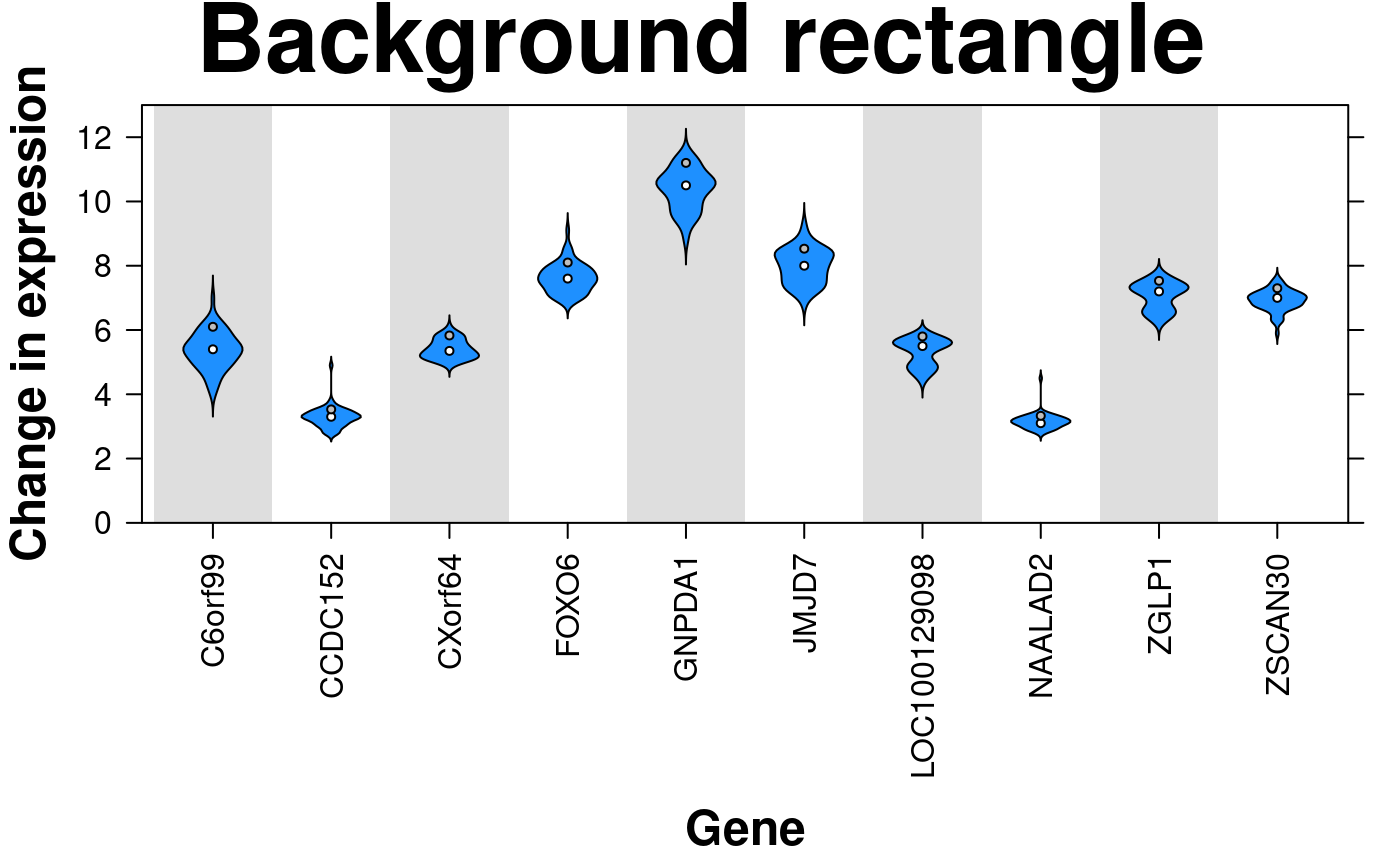 Background rectangle
Change in expression
12
10
8
6
4
2
0
C6orf99
CCDC152
CXorf64
FOXO6
GNPDA1
JMJD7
LOC100129098
NAALAD2
ZGLP1
ZSCAN30
Gene